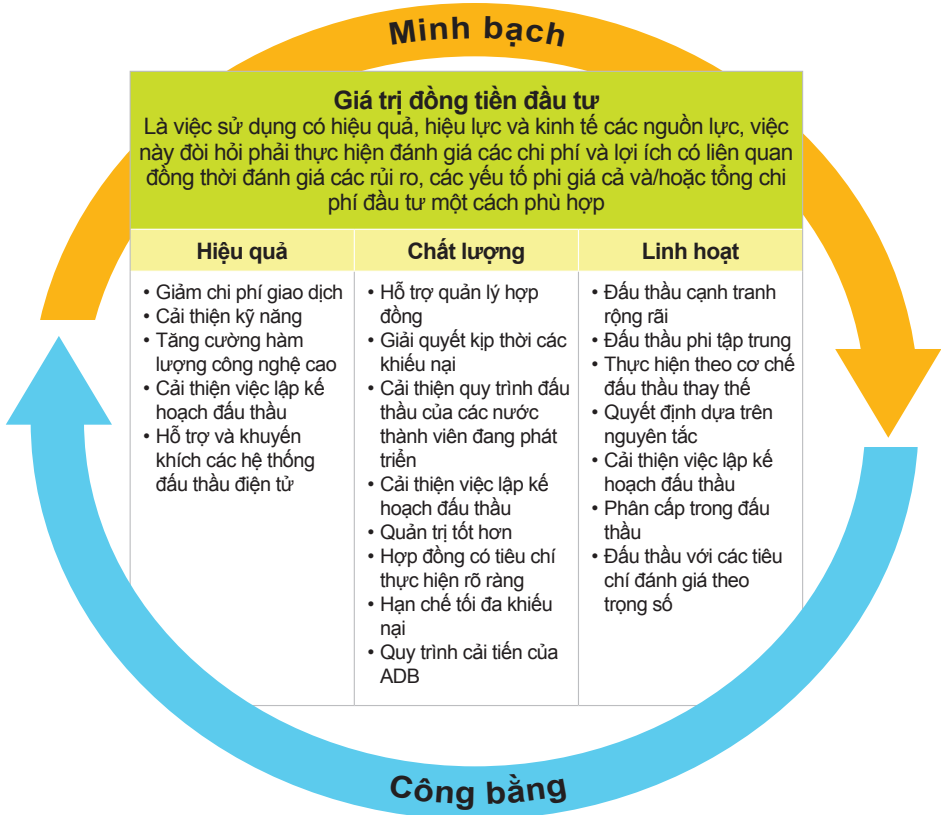 Minh bạch
Giá trị đồng tiền đầu tư
Là việc sử dụng có hiệu quả, hiệu lực và kinh tế các nguồn lực, việc
này đòi hỏi phải thực hiện đánh giá các chi phí và lợi ích có liên quan
đồng thời đánh giá các rủi ro, các yếu tố phi giá cả và/hoặc tổng chi
phí đầu tư một cách phù hợp
Hiệu quả
• Giảm chi phí giao dịch
• Cải thiện kỹ năng
• Tăng cường hàm
lượng công nghệ cao
• Cải thiện việc lập kế
hoạch đấu thầu
• Hỗ trợ và khuyến
khích các hệ thống
đấu thầu điện tử
Chất lượng
• Hỗ trợ quản lý hợp
đồng
• Giải quyết kịp thời các
khiếu nại
• Cải thiện quy trình đấu
thầu của các nước
thành viên đang phát
triển
• Cải thiện việc lập kế
hoạch đấu thầu
• Quản trị tốt hơn
• Hợp đồng có tiêu chí
thực hiện rõ ràng
• Hạn chế tối đa khiếu
nại
• Quy trình cải tiến của
ADB
Linh hoạt
• Đấu thầu cạnh tranh
rộng rãi
• Đấu thầu phi tập trung
• Thực hiện theo cơ chế
đấu thầu thay thế
• Quyết định dựa trên
nguyên tắc
• Cải thiện việc lập kế
hoạch đấu thầu
• Phân cấp trong đấu
thầu
• Đấu thầu với các tiêu
chí đánh giá theo
trọng số
Công bằng